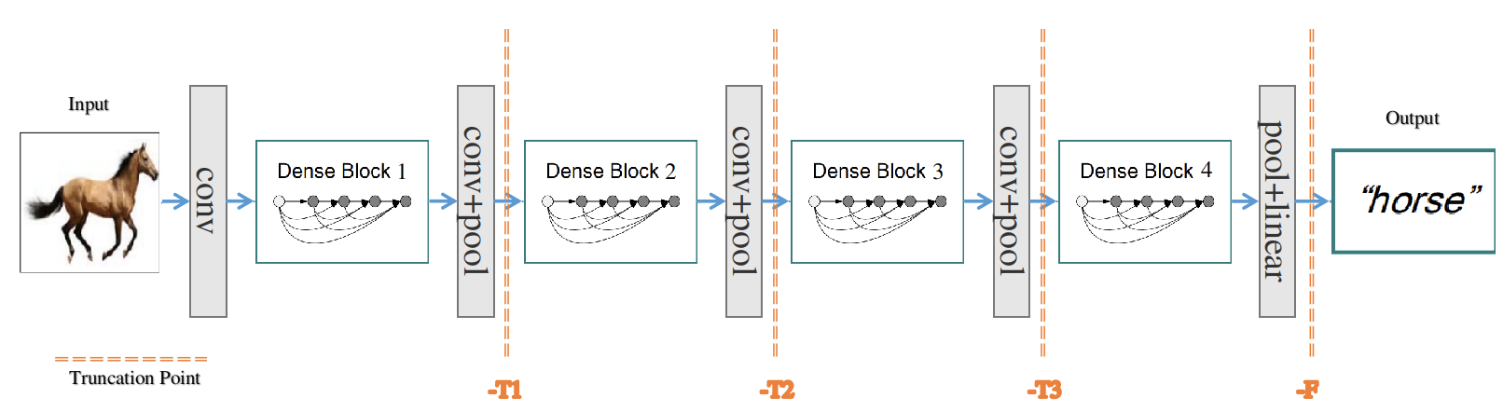 Input
conv
Dense Block 1
conv+pool
Dense Block 2
conv+pool
Dense Block 3
conv+pool
Dense Block 4
pool+linear
Output
“horse”
Truncation Point
-T1
-T2
-T3
-F